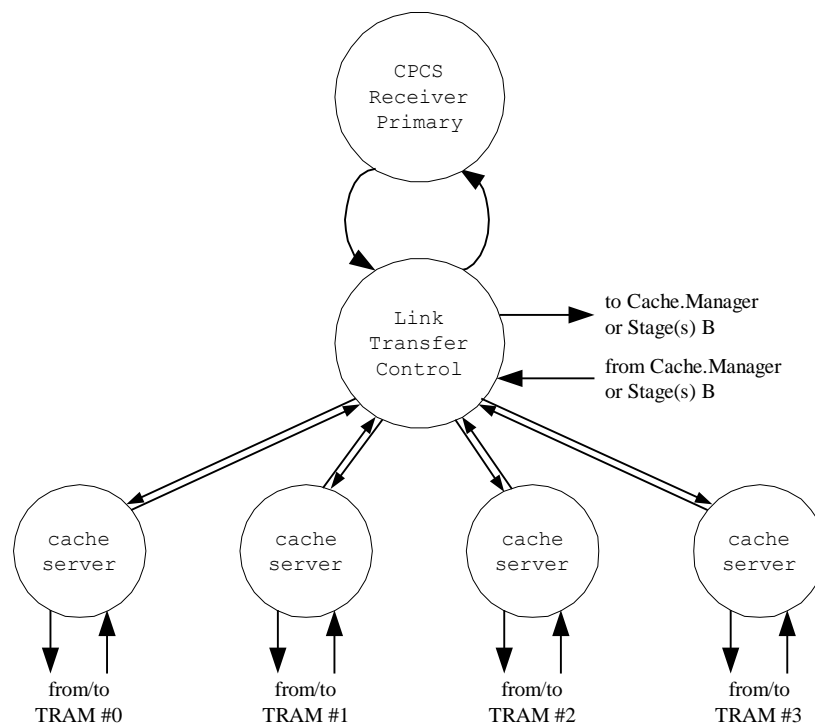 CPCS
Receiver
Primary
Link
Transfer
Control
to Cache.Manager
or Stage(s) B
from Cache.Manager
or Stage(s) B
cache
server
cache
server
cache
server
cache
server
from/to
TRAM #0
from/to
TRAM #1
from/to
TRAM #2
from/to
TRAM #3